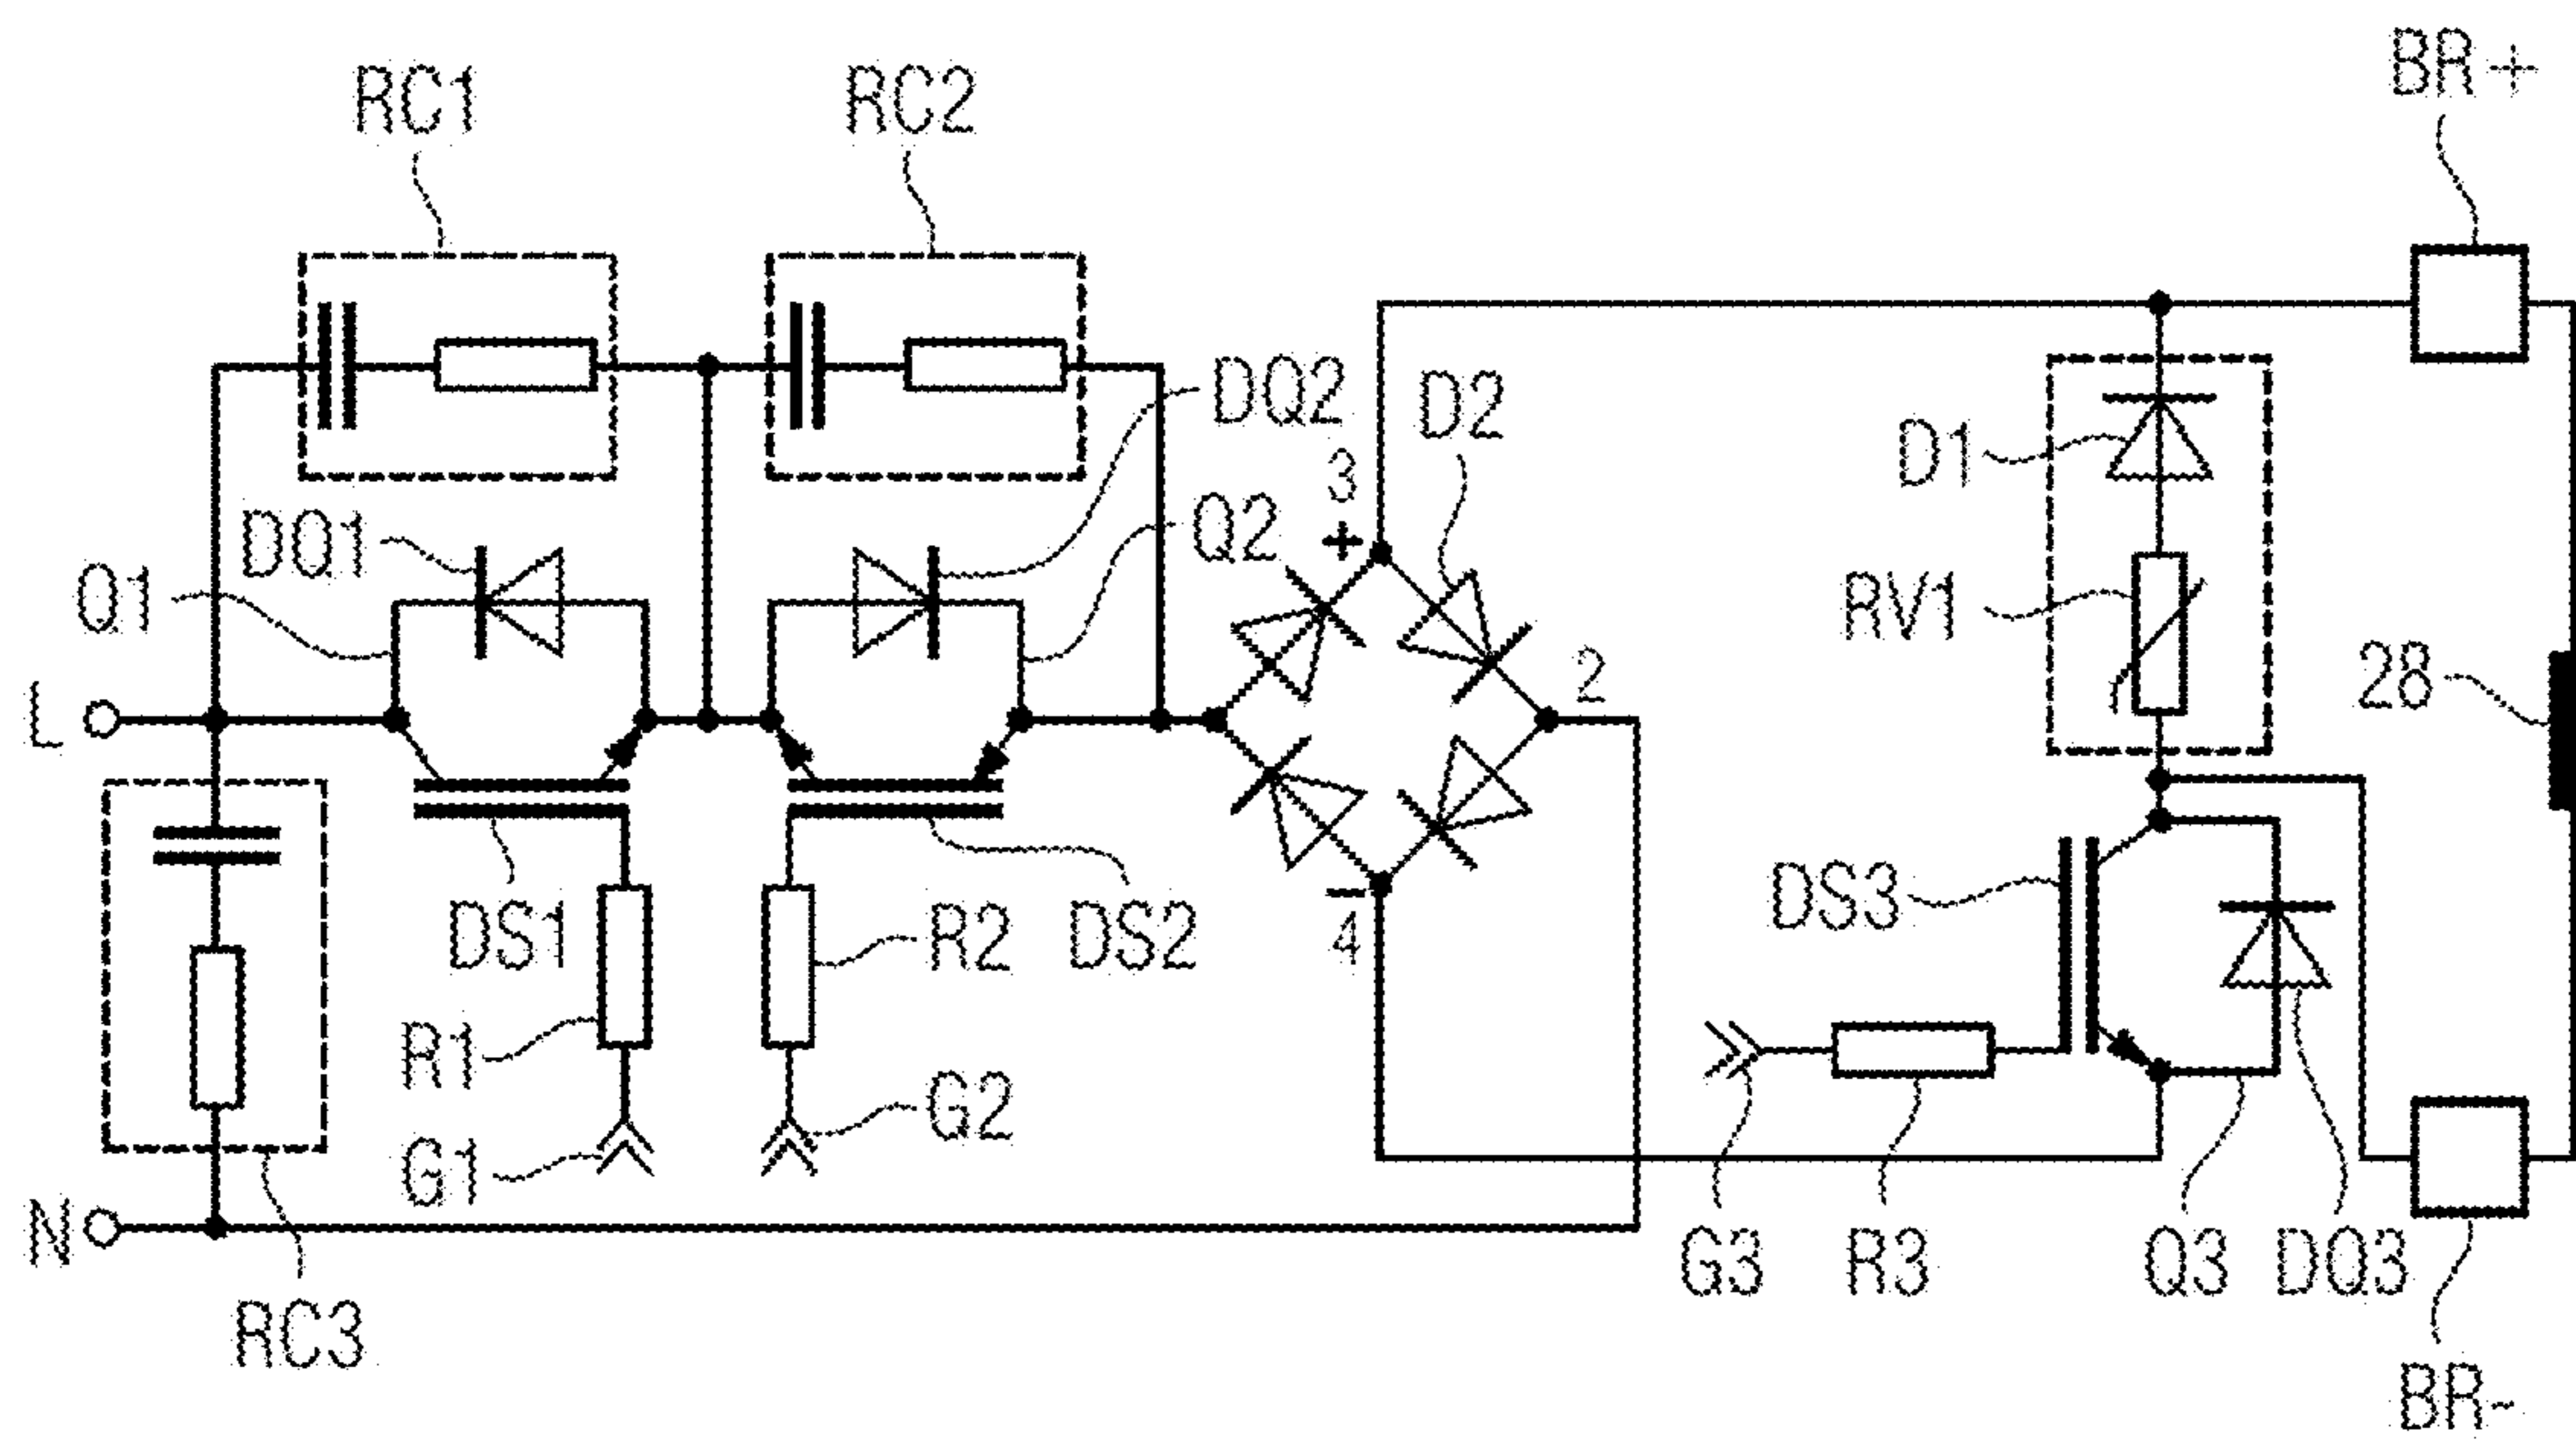 BR+
RC1
RC2
DQ2
D2
3
+
D1
DQ1
Q2
Q1
RV1
2
28
L
DS3
DS1
R2
DS2
−
4
R1
G2
G1
N
G3
R3
Q3
DQ3
RC3
BR-